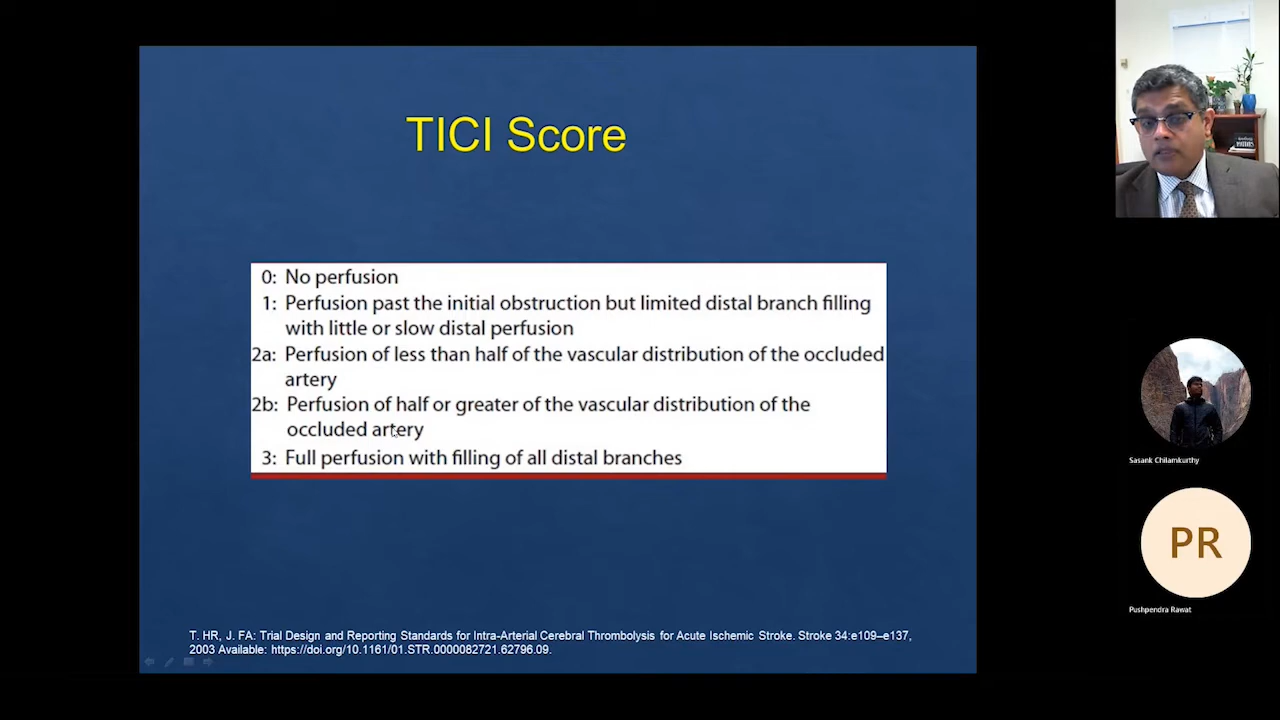 TICI Score
0: No perfusion
1: Perfusion past the initial obstruction but limited distal branch filling
with little or slow distal perfusion
2a: Perfusion of less than half of the vascular distribution of the occluded
artery
2b: Perfusion of half or greater of the vascular distribution of the
occluded artery
3: Full perfusion with filling of all distal branches
T. HR, J. FA: Trial Design and Reporting Standards for Intra-Arterial Cerebral Thrombolysis for Acute Ischemic Stroke. Stroke 34:e109–e137,
2003 Available: https://doi.org/10.1161/01.STR.0000082721.62796.09.
Sasank Chilamkurthy
PR
Pushpendra Rawat